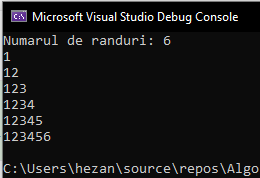 Microsoft Visual Studio Debug Console
Numarul de randuri: 6
1
12
123
1234
12345
123456
C:\Users\hezan\source\repos\Algo